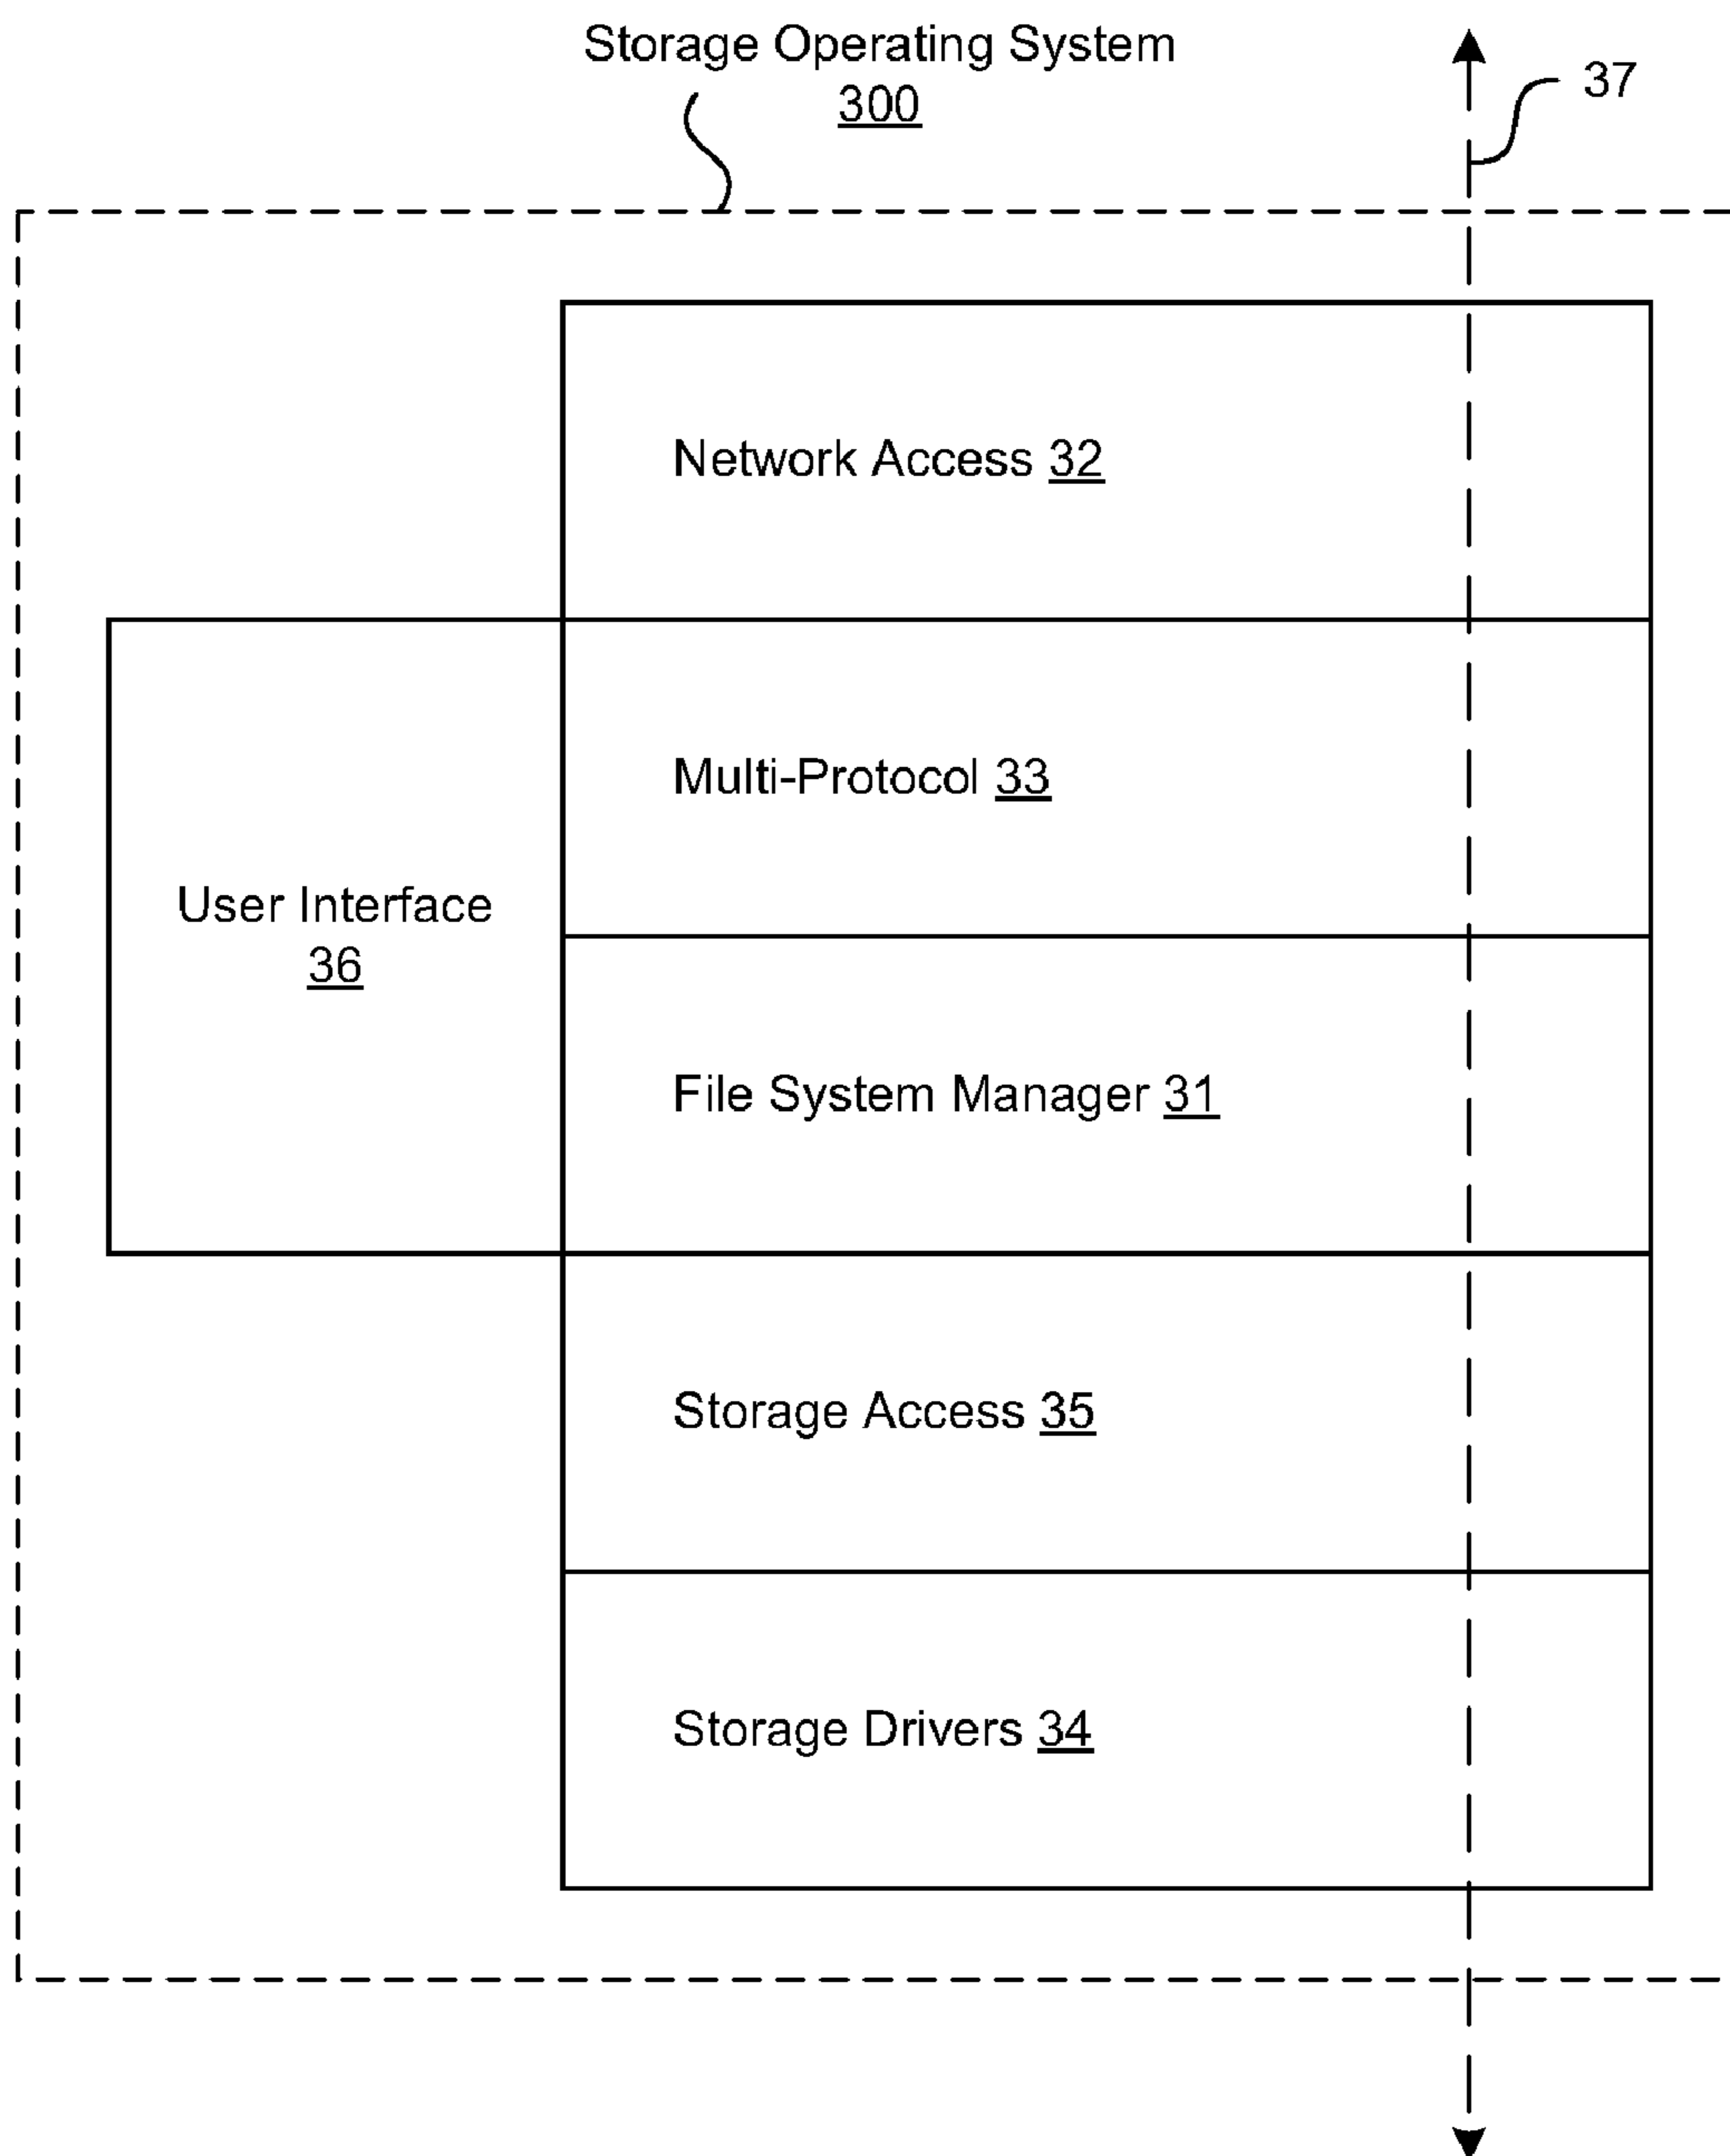 Storage Operating System
300
37
Network Access 32
Multi-Protocol 33
User Interface
36
File System Manager 31
Storage Access 35
Storage Drivers 34